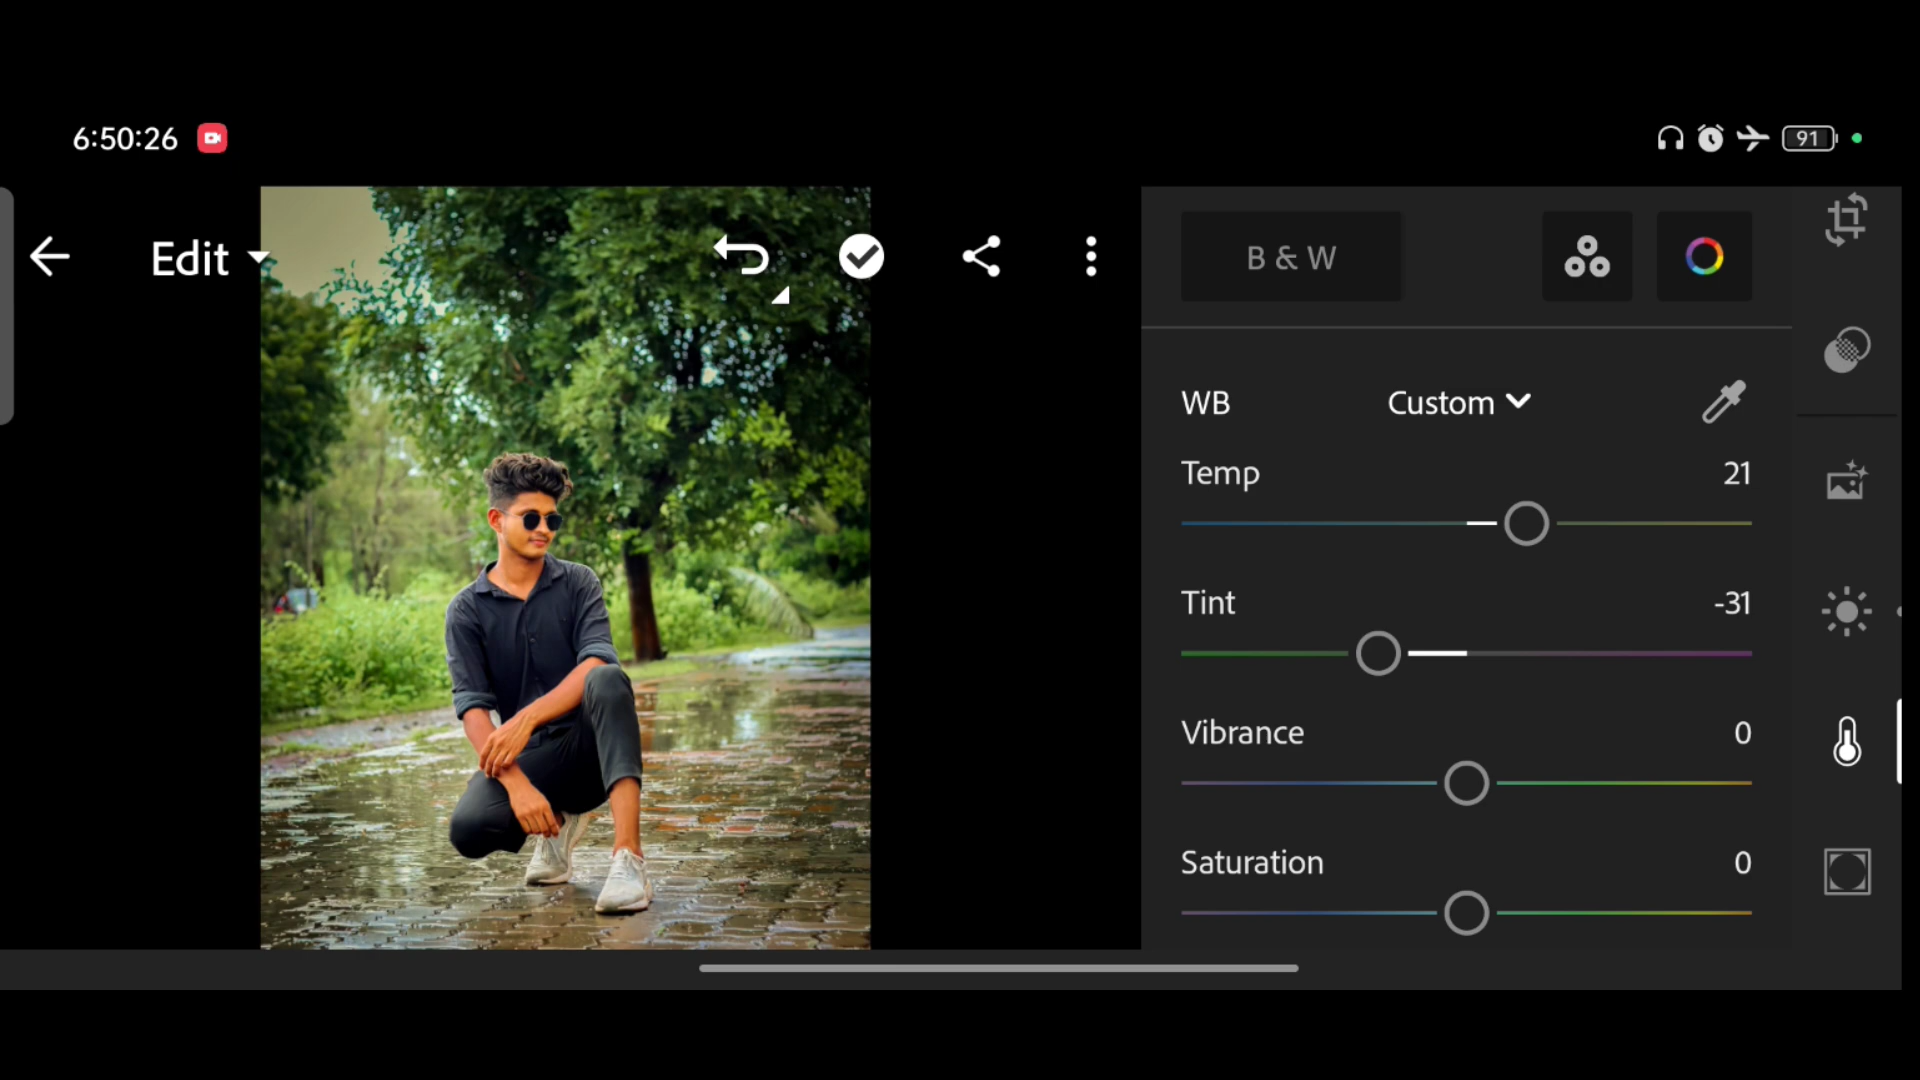 6:50:26
91
Edit
B & W
WB Custom
Temp 21
Tint -31
Vibrance 0
Saturation 0